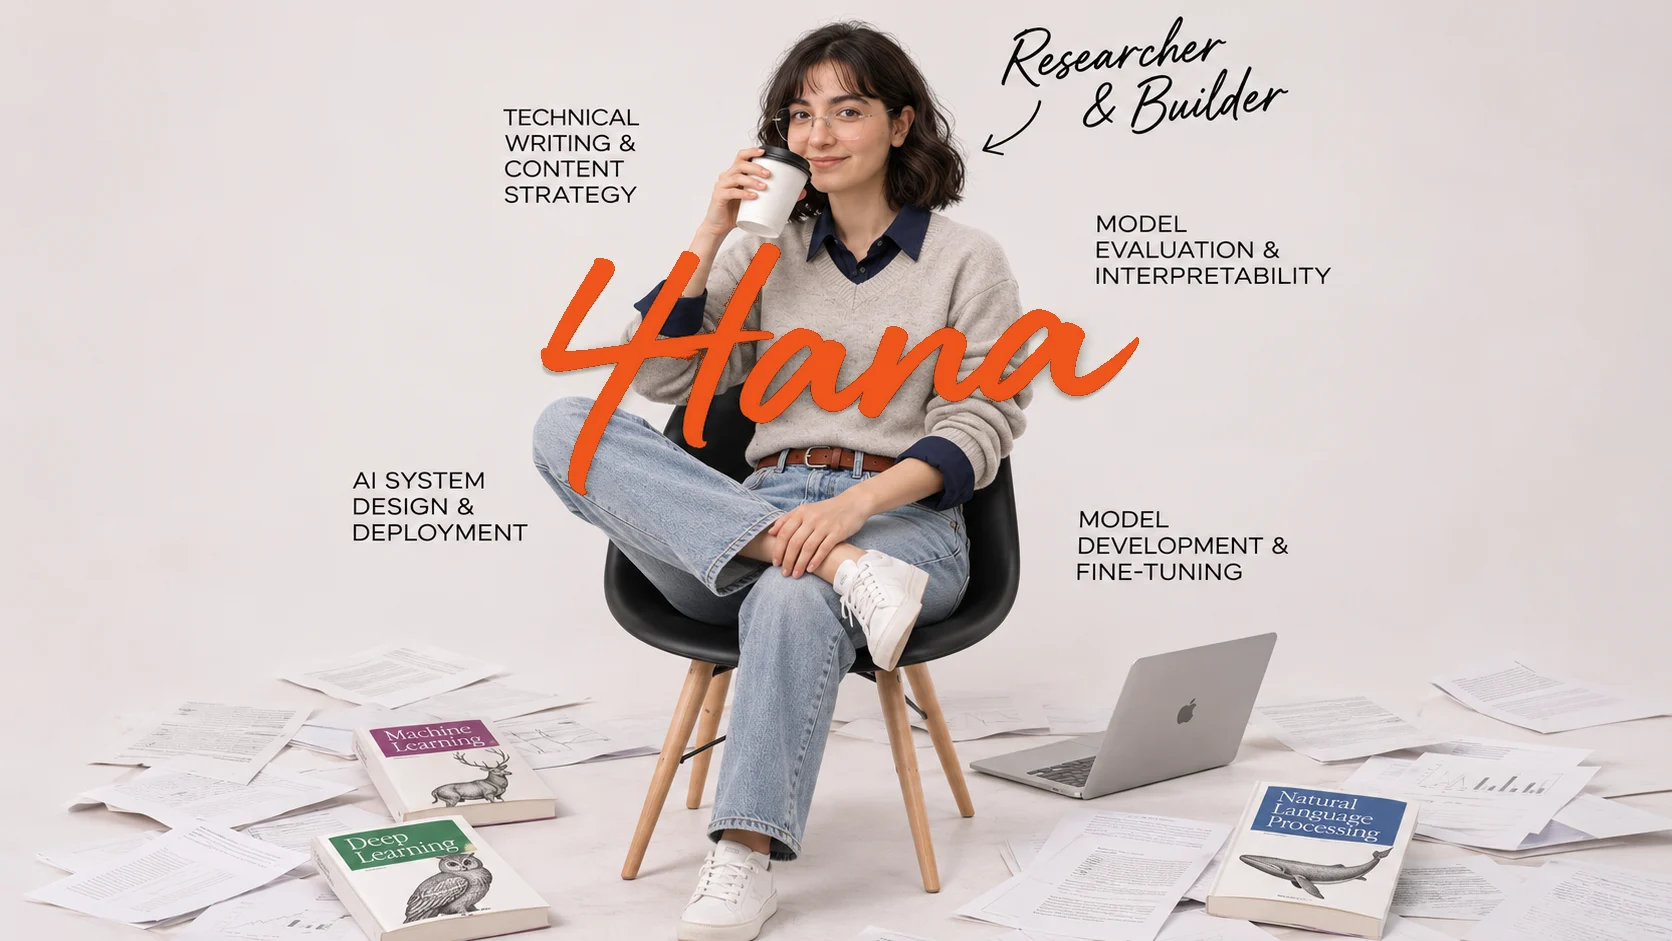 Researcher
& Builder
TECHNICAL
WRITING &
CONTENT
STRATEGY
MODEL
EVALUATION &
INTERPRETABILITY
Hana
AI SYSTEM
DESIGN &
DEPLOYMENT
MODEL
DEVELOPMENT &
FINE-TUNING
Machine
Learning
Deep
Learning
Natural
Language
Processing